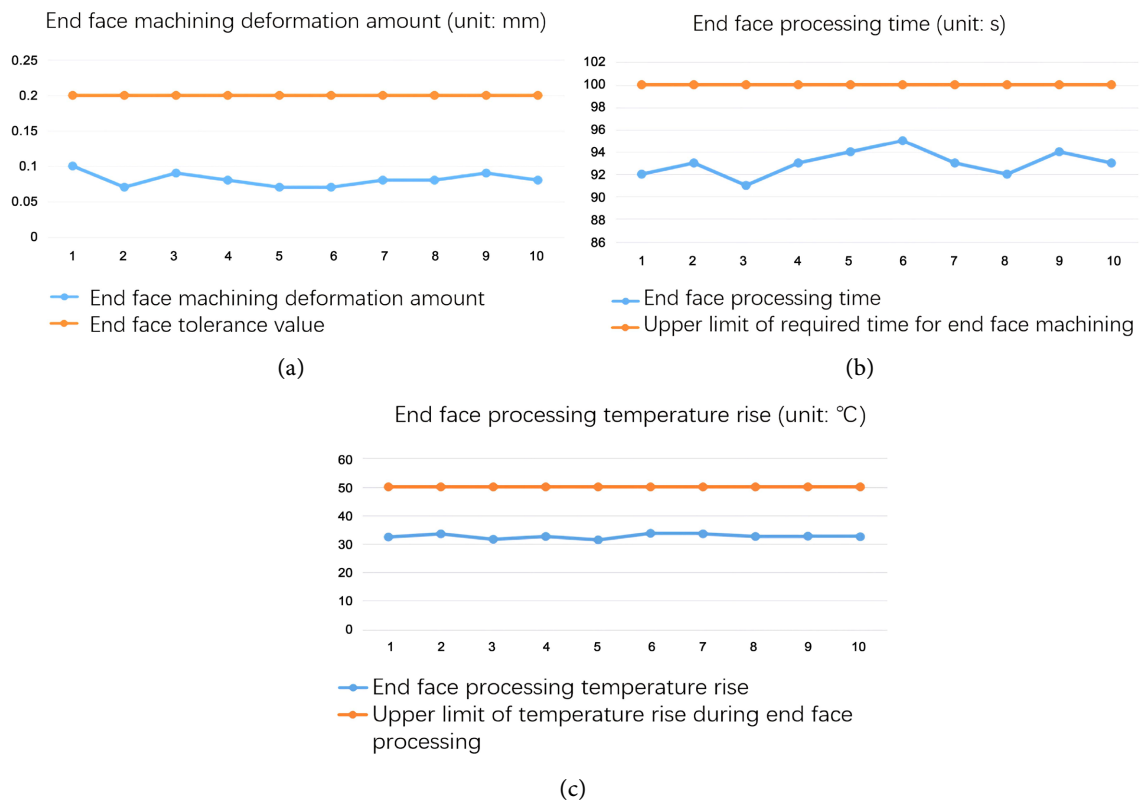 End face machining deformation amount (unit: mm)
0.25
0.2
0.15
0.1
0.05
0
1 2 3 4 5 6 7 8 9 10
End face machining deformation amount
End face tolerance value
(a)
End face processing time (unit: s)
102
100
98
96
94
92
90
88
86
1 2 3 4 5 6 7 8 9 10
End face processing time
Upper limit of required time for end face machining
(b)
End face processing temperature rise (unit: ℃)
60
50
40
30
20
10
0
1 2 3 4 5 6 7 8 9 10
End face processing temperature rise
Upper limit of temperature rise during end face
processing
(c)